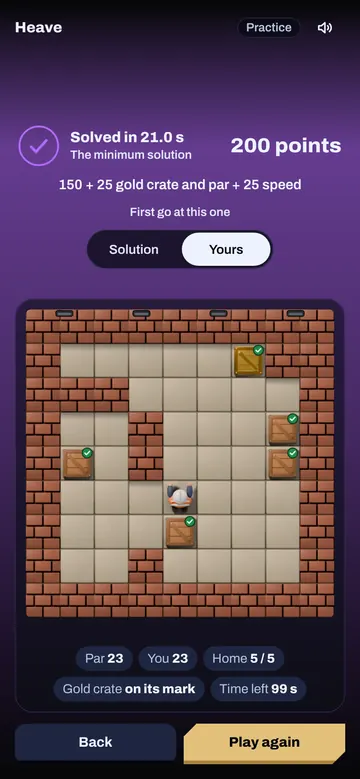 Heave
Practice
Solved in 21.0 s
The minimum solution
200 points
150 + 25 gold crate and par + 25 speed
First go at this one
Solution
Yours
Par 23
You 23
Home 5 / 5
Gold crate on its mark
Time left 99 s
Back
Play again